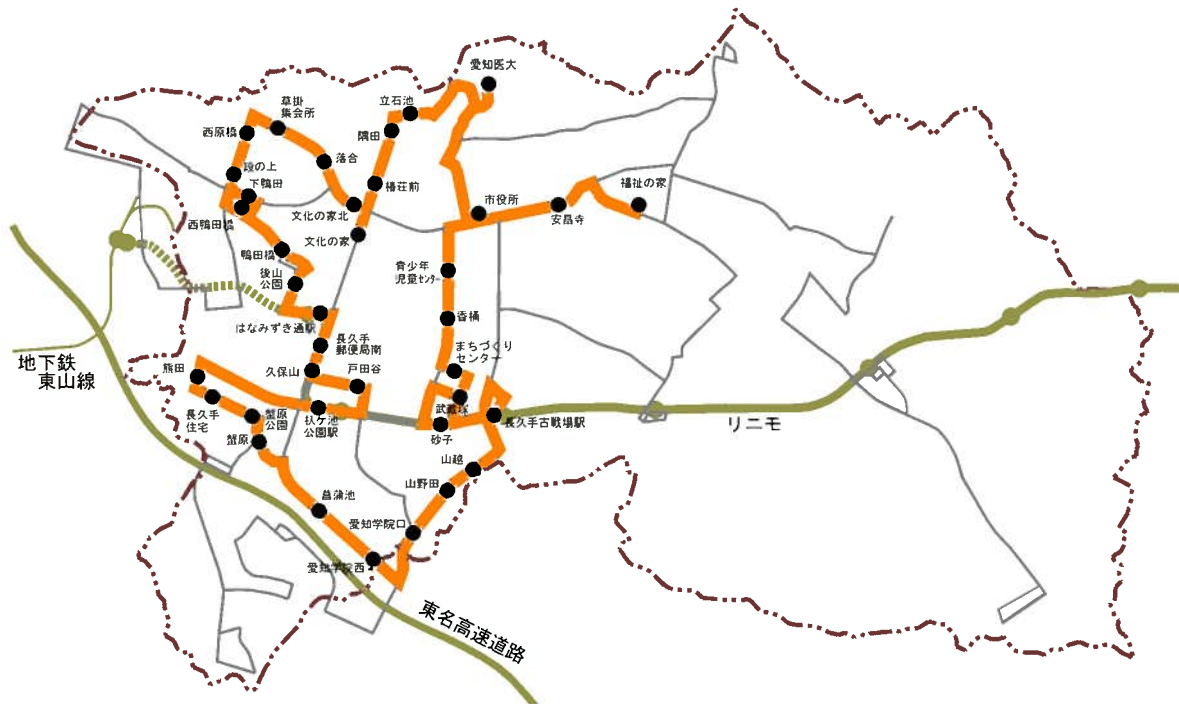 愛知医大
立石池
草掛
集会所
西原橋
隅田
落合
段の上
下鴨田
椿荘前
福祉の家
文化の家北
市役所
安昌寺
西鴨田橋
文化の家
鴨田橋
後山
公園
青少年
児童センター
香桶
はなみずき通駅
長久手
郵便局南
まちづくり
センター
地下鉄
東山線
熊田
久保山
戸田谷
長久手
住宅
蟹原
公園
杁ケ池
公園駅
武蔵塚
長久手古戦場駅
リニモ
蟹原
砂子
山越
山野田
菖蒲池
愛知学院口
愛知学院西
東名高速道路